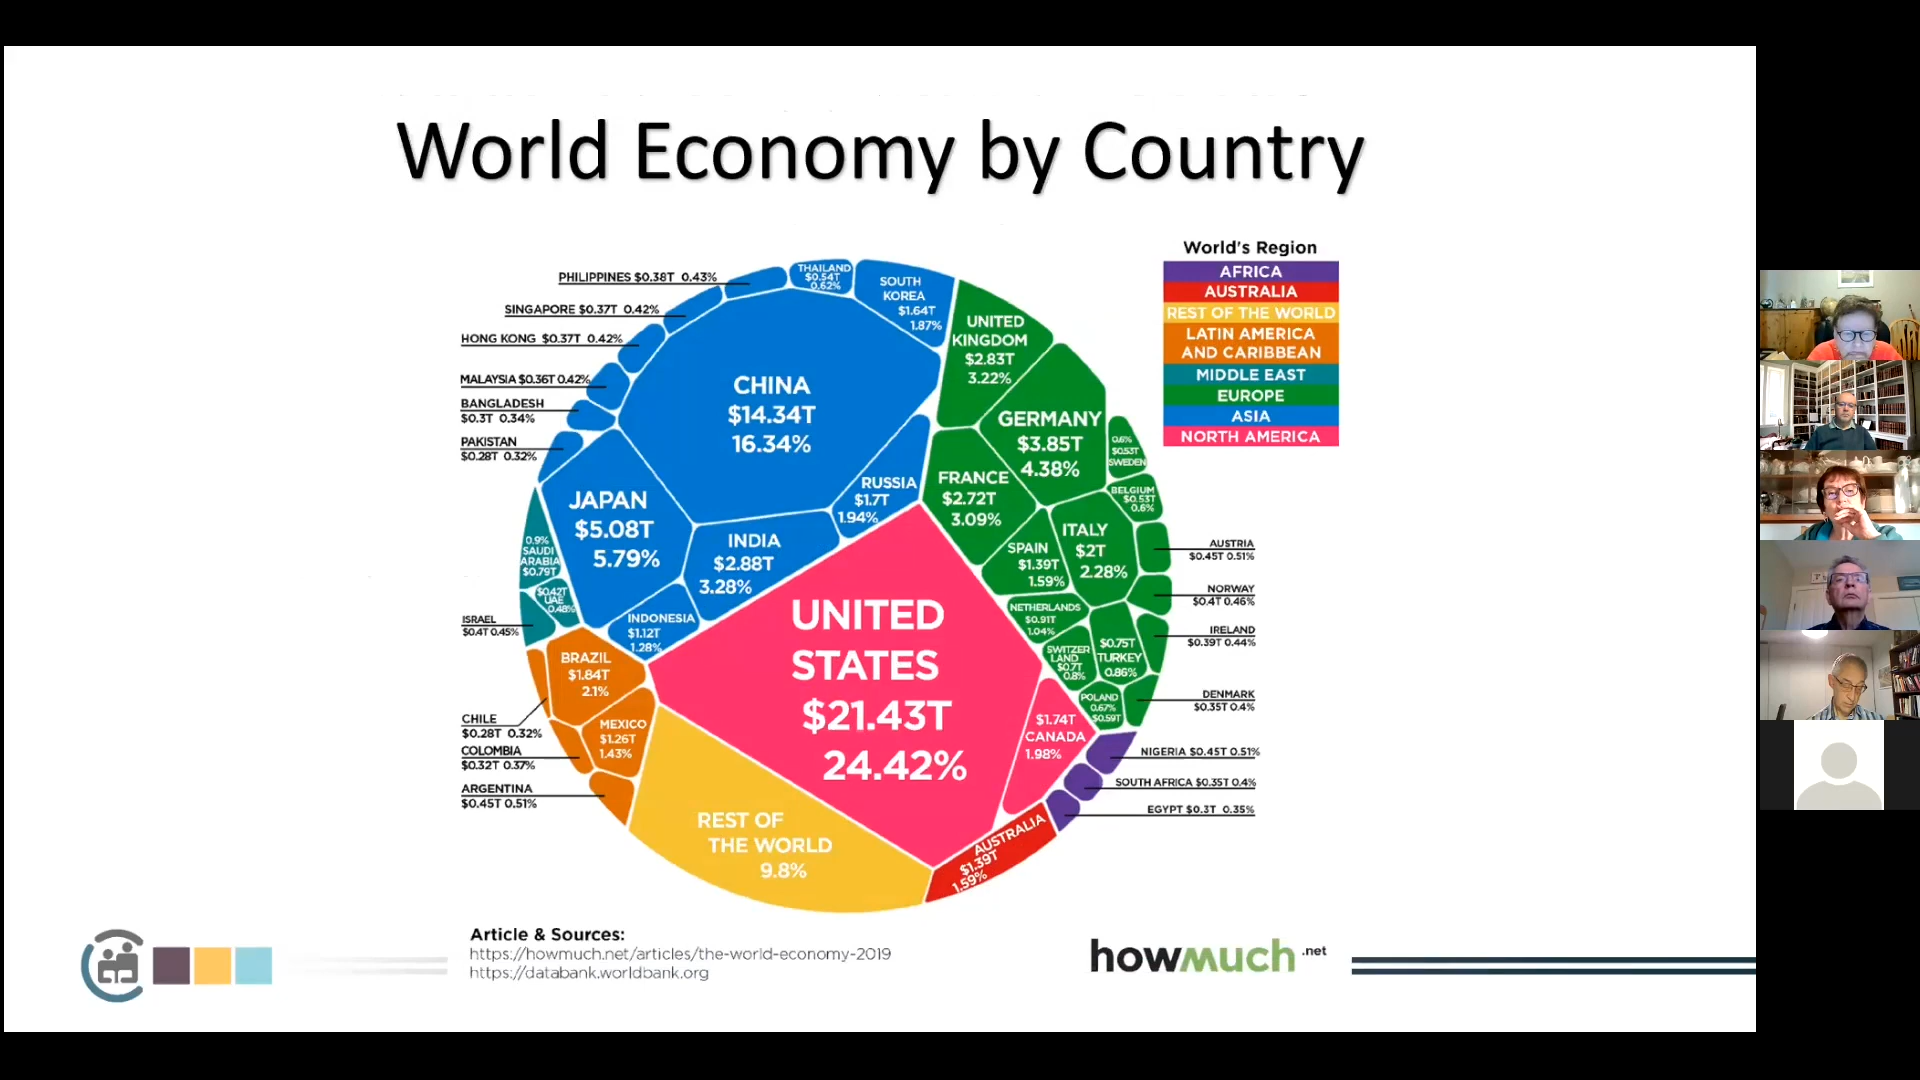 World Economy by Country
World's Region
AFRICA
AUSTRALIA
REST OF THE WORLD
LATIN AMERICA
AND CARIBBEAN
MIDDLE EAST
EUROPE
ASIA
NORTH AMERICA
PHILIPPINES $0.38T 0.43%
SINGAPORE $0.37T 0.42%
HONG KONG $0.37T 0.42%
MALAYSIA $0.36T 0.42%
BANGLADESH
$0.3T 0.34%
PAKISTAN
$0.28T 0.32%
THAILAND
$0.54T
0.62%
SOUTH
KOREA
$1.64T
1.87%
CHINA
$14.34T
16.34%
JAPAN
$5.08T
5.79%
INDIA
$2.88T
3.28%
RUSSIA
$1.7T
1.94%
INDONESIA
$1.12T
1.28%
0.9%
SAUDI
ARABIA
$0.79T
$0.42T
UAE
0.48%
ISRAEL
$0.4T 0.45%
UNITED
KINGDOM
$2.83T
3.22%
GERMANY
$3.85T
4.38%
FRANCE
$2.72T
3.09%
0.6%
$0.53T
SWEDEN
BELGIUM
$0.53T
0.6%
ITALY
$2T
2.28%
SPAIN
$1.39T
1.59%
NETHERLANDS
$0.91T
1.04%
SWITZER
LAND
$0.7T
0.8%
$0.75T
TURKEY
0.86%
POLAND
0.67%
$0.59T
AUSTRIA
$0.45T 0.51%
NORWAY
$0.4T 0.46%
IRELAND
$0.39T 0.44%
DENMARK
$0.35T 0.4%
UNITED
STATES
$21.43T
24.42%
$1.74T
CANADA
1.98%
BRAZIL
$1.84T
2.1%
MEXICO
$1.26T
1.43%
CHILE
$0.28T 0.32%
COLOMBIA
$0.32T 0.37%
ARGENTINA
$0.45T 0.51%
NIGERIA $0.45T 0.51%
SOUTH AFRICA $0.35T 0.4%
EGYPT $0.3T 0.35%
REST OF
THE WORLD
9.8%
AUSTRALIA
$1.39T
1.59%
Article & Sources:
https://howmuch.net/articles/the-world-economy-2019
https://databank.worldbank.org
howmuch.net